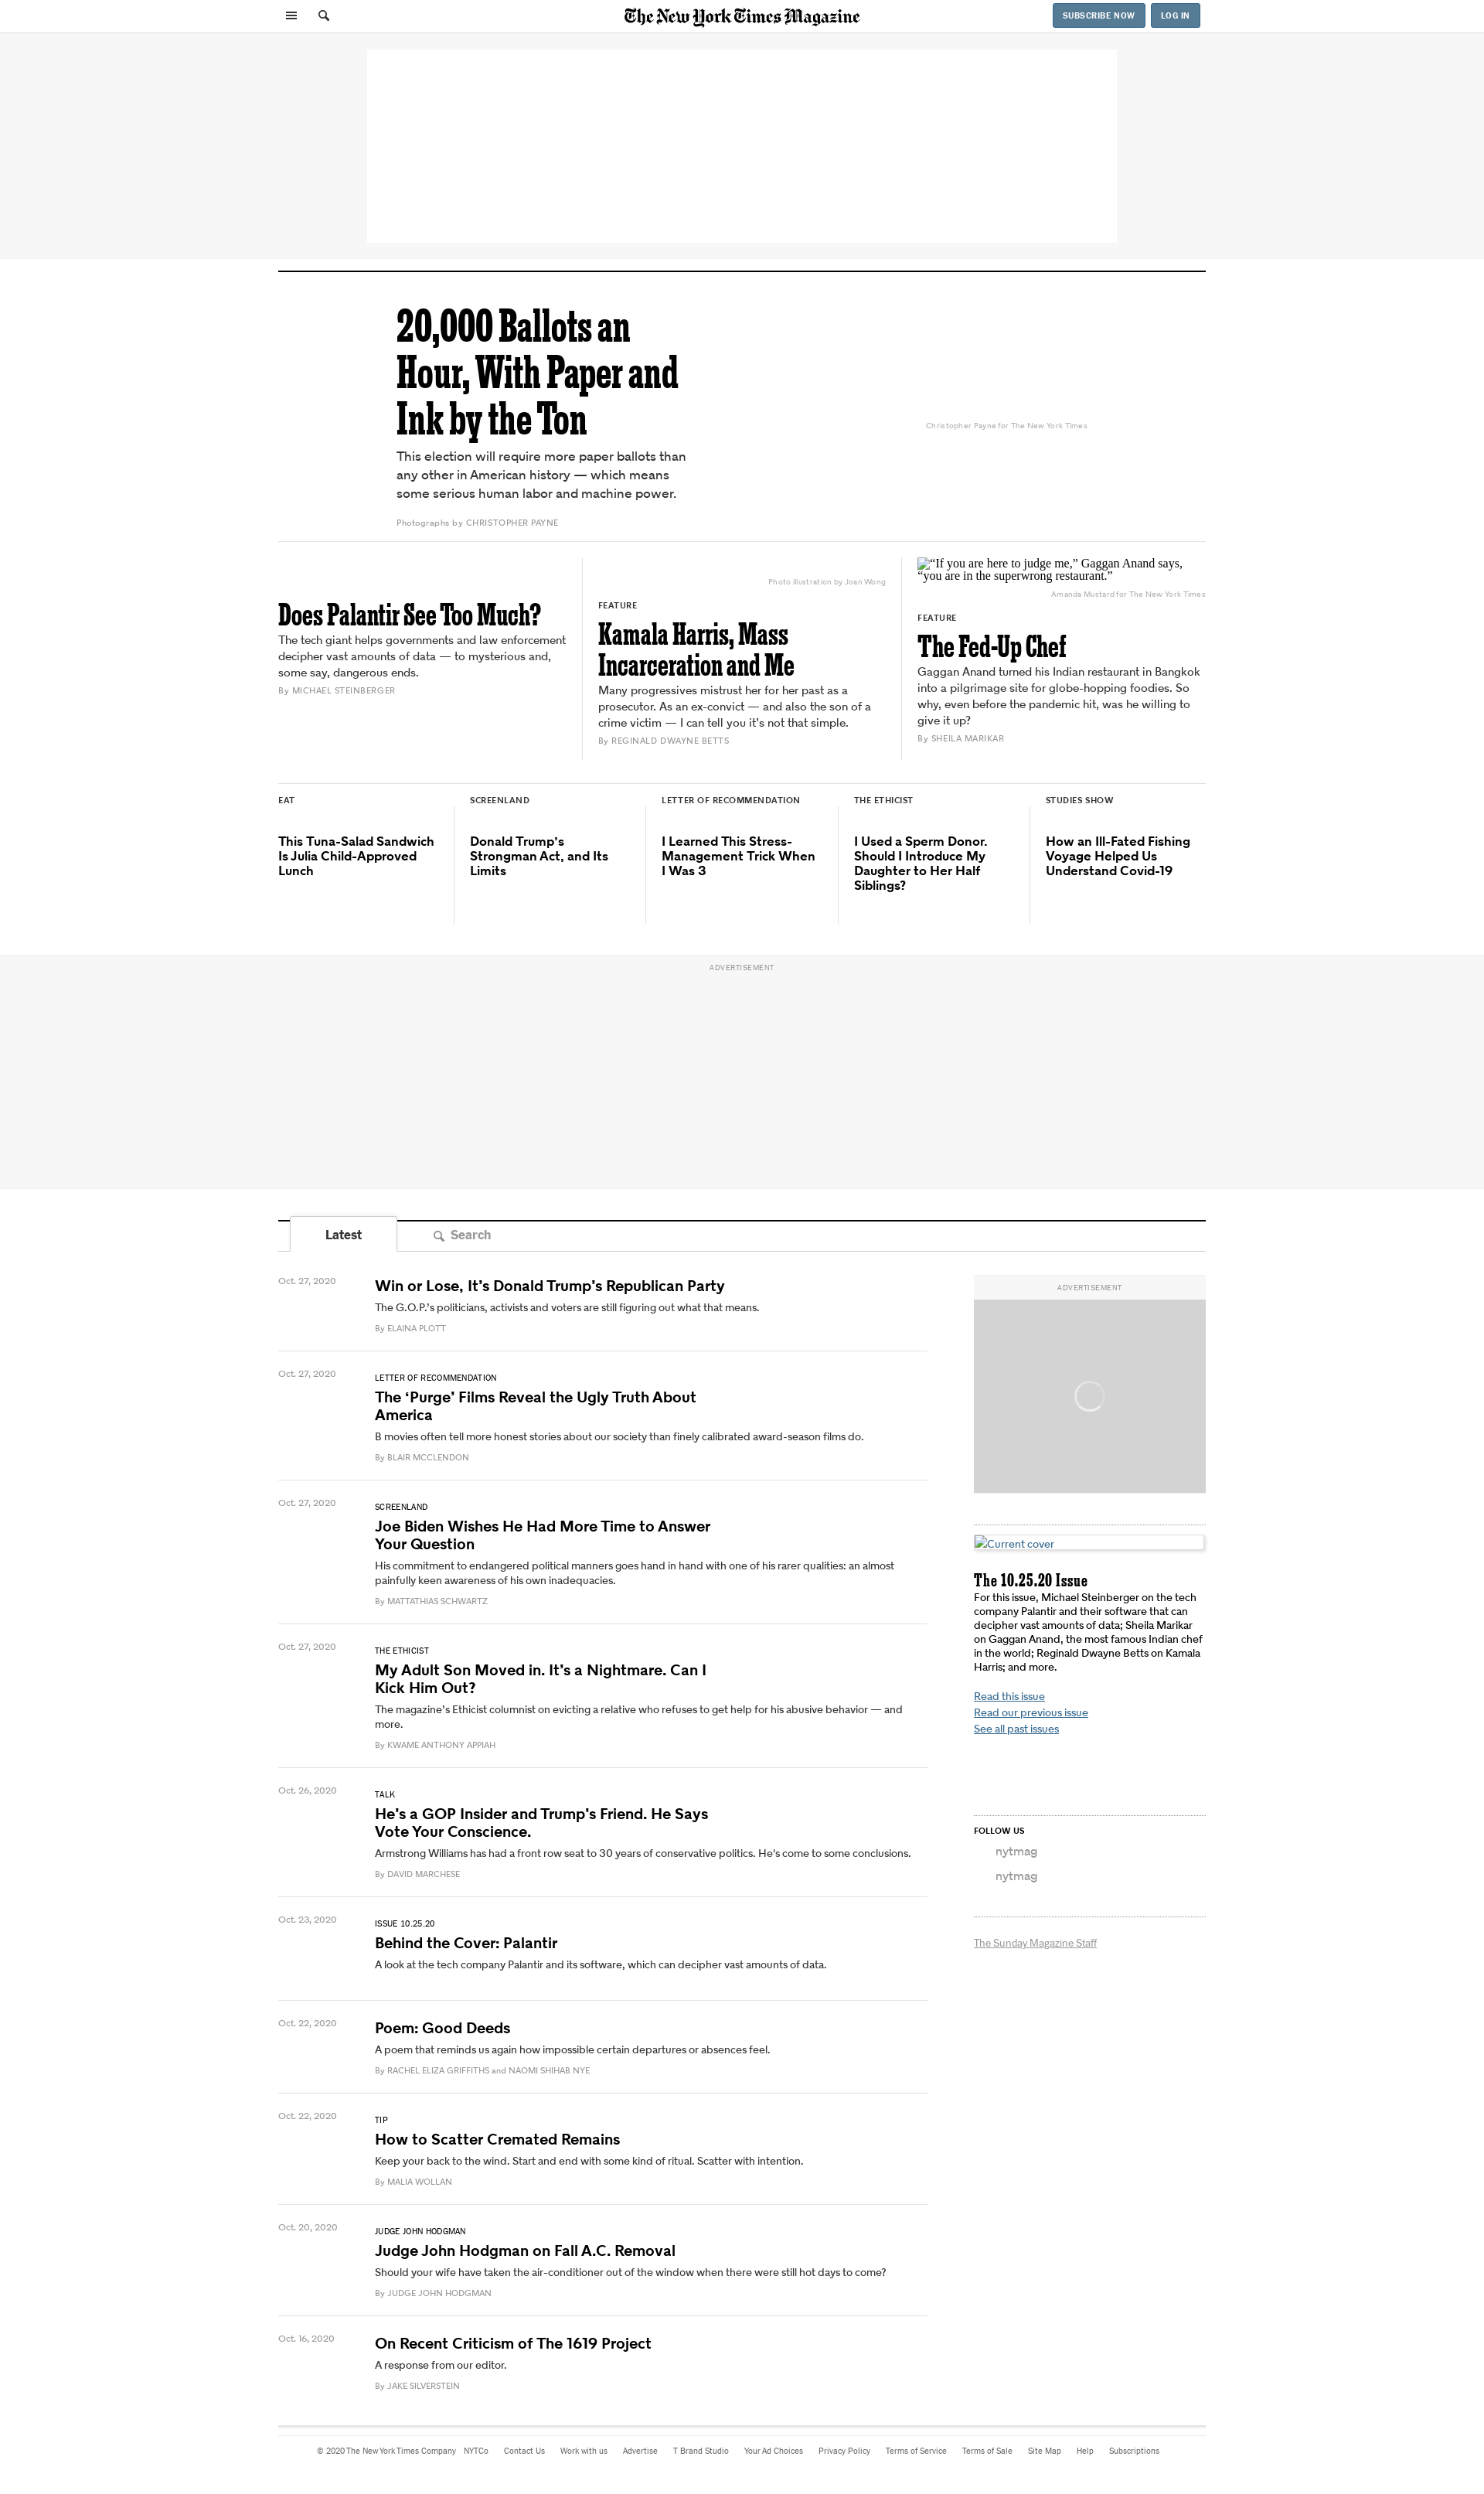 The New York Times Magazine
SUBSCRIBE NOW
LOG IN
20,000 Ballots an
Hour, With Paper and
Ink by the Ton
This election will require more paper ballots than
any other in American history — which means
some serious human labor and machine power.
Photographs by CHRISTOPHER PAYNE
Christopher Payne for The New York Times
Does Palantir See Too Much?
The tech giant helps governments and law enforcement
decipher vast amounts of data — to mysterious and,
some say, dangerous ends.
By MICHAEL STEINBERGER
Photo illustration by Joan Wong
FEATURE
Kamala Harris, Mass
Incarceration and Me
Many progressives mistrust her for her past as a
prosecutor. As an ex-convict — and also the son of a
crime victim — I can tell you it’s not that simple.
By REGINALD DWAYNE BETTS
“If you are here to judge me,” Gaggan Anand says,
“you are in the superwrong restaurant.”
Amanda Mustard for The New York Times
FEATURE
The Fed-Up Chef
Gaggan Anand turned his Indian restaurant in Bangkok
into a pilgrimage site for globe-hopping foodies. So
why, even before the pandemic hit, was he willing to
give it up?
By SHEILA MARIKAR
EAT
This Tuna-Salad Sandwich
Is Julia Child-Approved
Lunch
SCREENLAND
Donald Trump’s
Strongman Act, and Its
Limits
LETTER OF RECOMMENDATION
I Learned This Stress-
Management Trick When
I Was 3
THE ETHICIST
I Used a Sperm Donor.
Should I Introduce My
Daughter to Her Half
Siblings?
STUDIES SHOW
How an Ill-Fated Fishing
Voyage Helped Us
Understand Covid-19
ADVERTISEMENT
Latest
Search
Oct. 27, 2020
Win or Lose, It’s Donald Trump’s Republican Party
The G.O.P.’s politicians, activists and voters are still figuring out what that means.
By ELAINA PLOTT
Oct. 27, 2020
LETTER OF RECOMMENDATION
The ‘Purge’ Films Reveal the Ugly Truth About
America
B movies often tell more honest stories about our society than finely calibrated award-season films do.
By BLAIR MCCLENDON
Oct. 27, 2020
SCREENLAND
Joe Biden Wishes He Had More Time to Answer
Your Question
His commitment to endangered political manners goes hand in hand with one of his rarer qualities: an almost
painfully keen awareness of his own inadequacies.
By MATTATHIAS SCHWARTZ
Oct. 27, 2020
THE ETHICIST
My Adult Son Moved in. It’s a Nightmare. Can I
Kick Him Out?
The magazine’s Ethicist columnist on evicting a relative who refuses to get help for his abusive behavior — and
more.
By KWAME ANTHONY APPIAH
Oct. 26, 2020
TALK
He’s a GOP Insider and Trump’s Friend. He Says
Vote Your Conscience.
Armstrong Williams has had a front row seat to 30 years of conservative politics. He's come to some conclusions.
By DAVID MARCHESE
Oct. 23, 2020
ISSUE 10.25.20
Behind the Cover: Palantir
A look at the tech company Palantir and its software, which can decipher vast amounts of data.
Oct. 22, 2020
Poem: Good Deeds
A poem that reminds us again how impossible certain departures or absences feel.
By RACHEL ELIZA GRIFFITHS and NAOMI SHIHAB NYE
Oct. 22, 2020
TIP
How to Scatter Cremated Remains
Keep your back to the wind. Start and end with some kind of ritual. Scatter with intention.
By MALIA WOLLAN
Oct. 20, 2020
JUDGE JOHN HODGMAN
Judge John Hodgman on Fall A.C. Removal
Should your wife have taken the air-conditioner out of the window when there were still hot days to come?
By JUDGE JOHN HODGMAN
Oct. 16, 2020
On Recent Criticism of The 1619 Project
A response from our editor.
By JAKE SILVERSTEIN
ADVERTISEMENT
Current cover
The 10.25.20 Issue
For this issue, Michael Steinberger on the tech
company Palantir and their software that can
decipher vast amounts of data; Sheila Marikar
on Gaggan Anand, the most famous Indian chef
in the world; Reginald Dwayne Betts on Kamala
Harris; and more.
Read this issue
Read our previous issue
See all past issues
FOLLOW US
nytmag
nytmag
The Sunday Magazine Staff
© 2020 The New York Times Company NYTCo Contact Us Work with us Advertise T Brand Studio Your Ad Choices Privacy Policy Terms of Service Terms of Sale Site Map Help Subscriptions